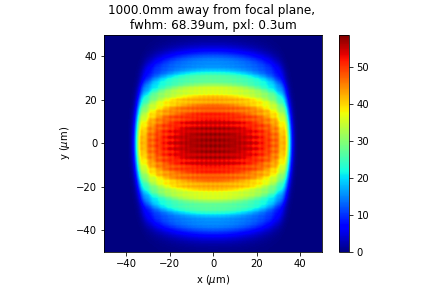 1000.0mm away from focal plane,
fwhm: 68.39um, pxl: 0.3um
40
20
0
−20
−40
y (μm)
−40 −20 0 20 40
x (μm)
50
40
30
20
10
0